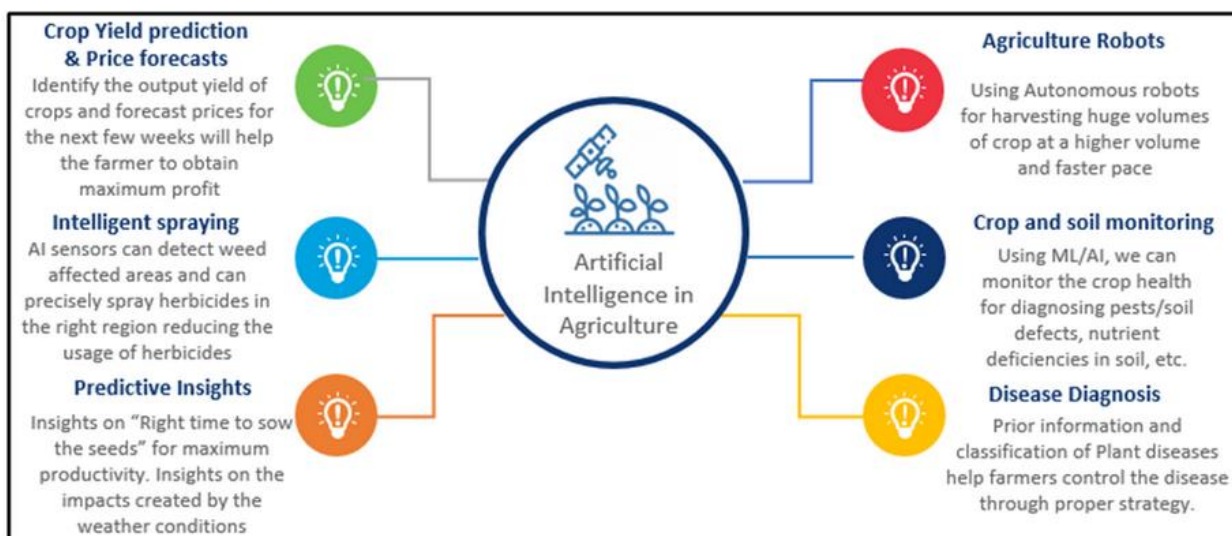 Crop Yield prediction
& Price forecasts
Identify the output yield of
crops and forecast prices for
the next few weeks will help
the farmer to obtain
maximum profit
Intelligent spraying
AI sensors can detect weed
affected areas and can
precisely spray herbicides in
the right region reducing the
usage of herbicides
Predictive Insights
Insights on “Right time to sow
the seeds” for maximum
productivity. Insights on the
impacts created by the
weather conditions
Artificial
Intelligence in
Agriculture
Agriculture Robots
Using Autonomous robots
for harvesting huge volumes
of crop at a higher volume
and faster pace
Crop and soil monitoring
Using ML/AI, we can
monitor the crop health
for diagnosing pests/soil
defects, nutrient
deficiencies in soil, etc.
Disease Diagnosis
Prior information and
classification of Plant diseases
help farmers control the disease
through proper strategy.